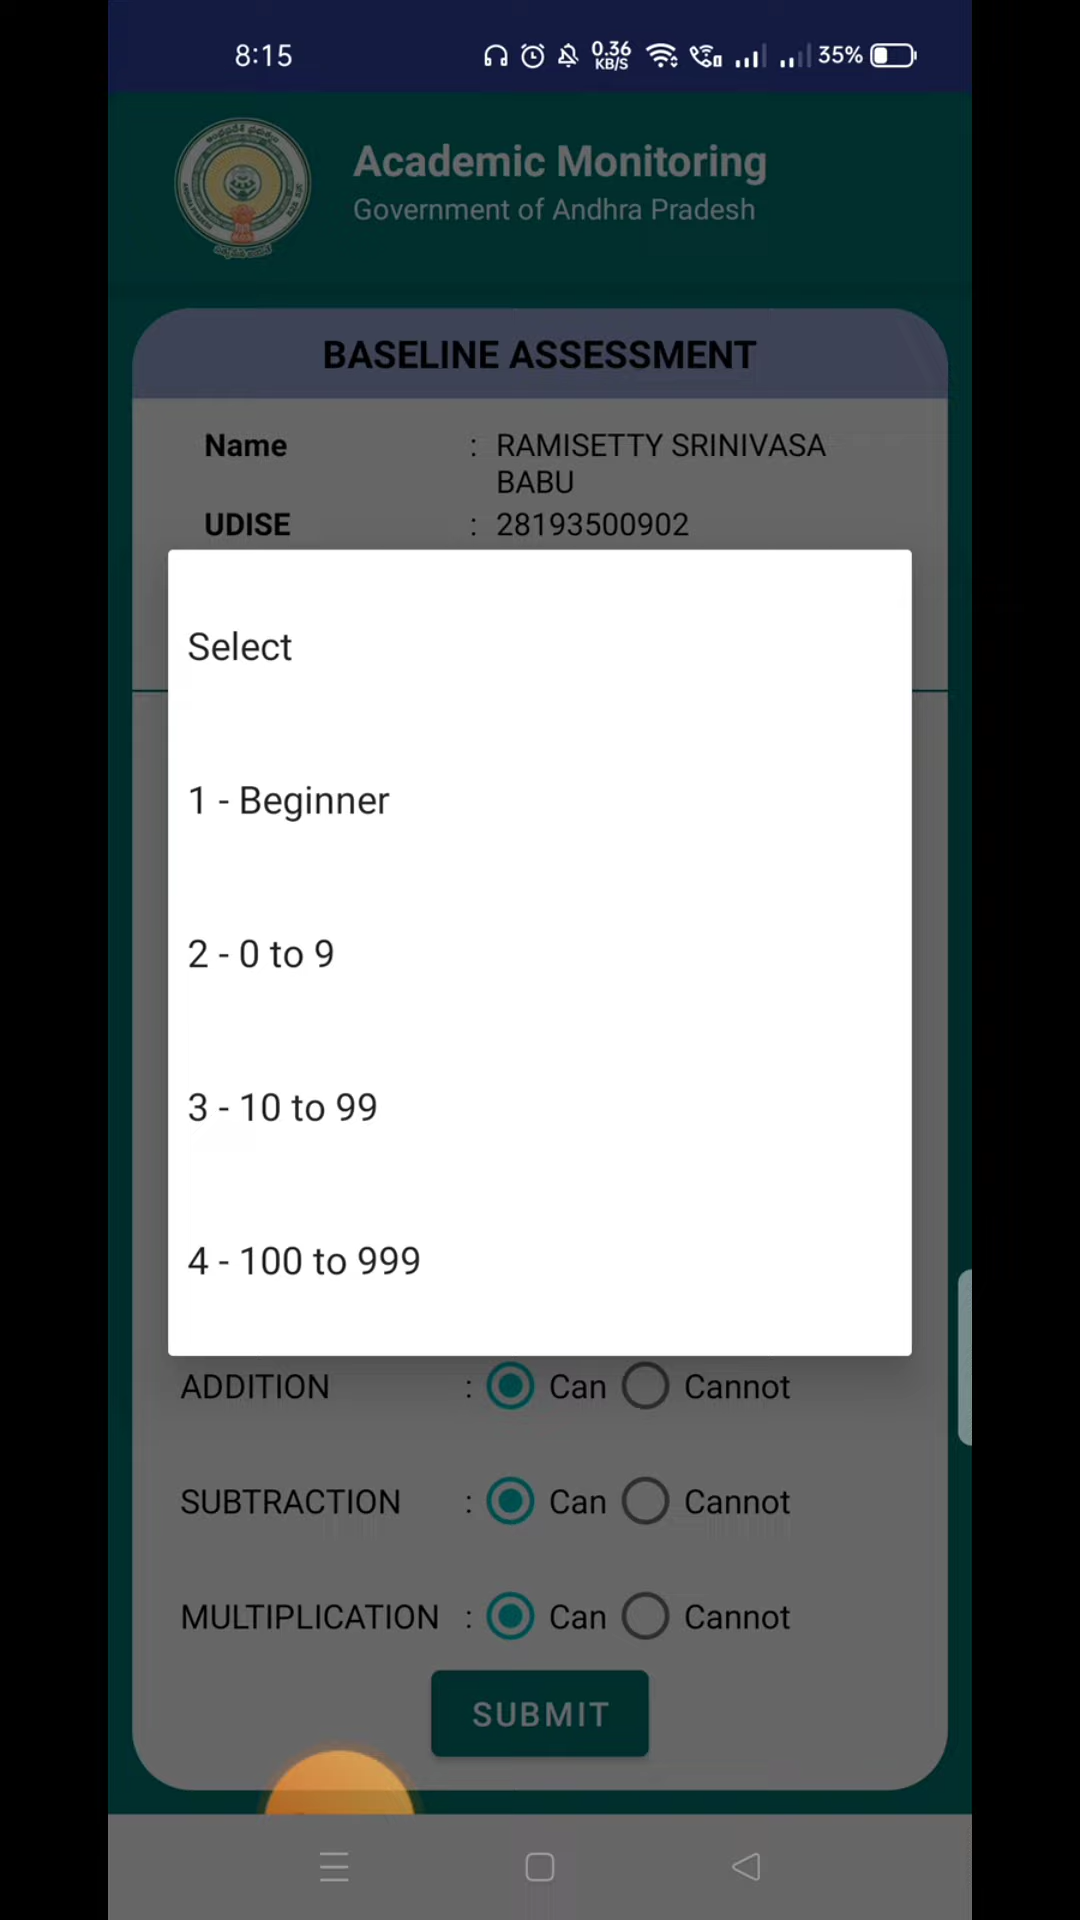 8:15
0.36
KB/S
35%
Academic Monitoring
Government of Andhra Pradesh
BASELINE ASSESSMENT
Name : RAMISETTY SRINIVASA
BABU
UDISE : 28193500902
Select
1 - Beginner
2 - 0 to 9
3 - 10 to 99
4 - 100 to 999
ADDITION : Can Cannot
SUBTRACTION : Can Cannot
MULTIPLICATION : Can Cannot
SUBMIT